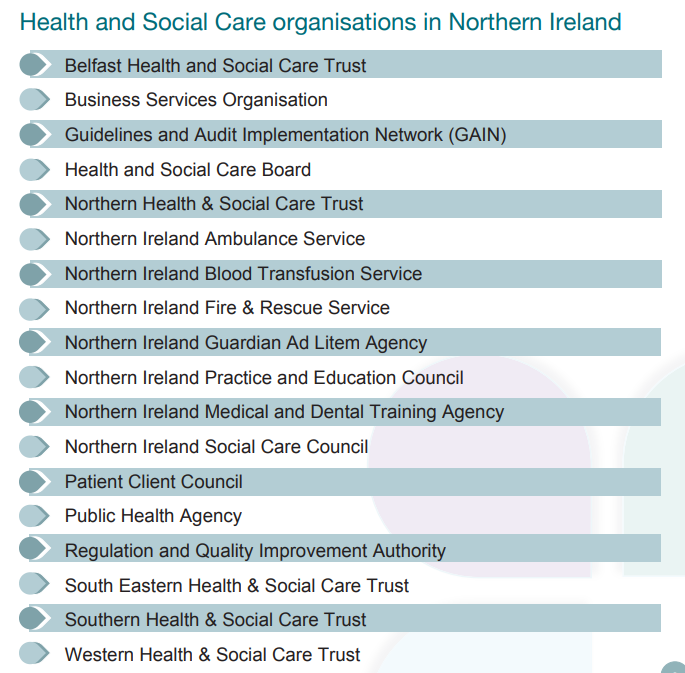 Health and Social Care organisations in Northern Ireland
Belfast Health and Social Care Trust
Business Services Organisation
Guidelines and Audit Implementation Network (GAIN)
Health and Social Care Board
Northern Health & Social Care Trust
Northern Ireland Ambulance Service
Northern Ireland Blood Transfusion Service
Northern Ireland Fire & Rescue Service
Northern Ireland Guardian Ad Litem Agency
Northern Ireland Practice and Education Council
Northern Ireland Medical and Dental Training Agency
Northern Ireland Social Care Council
Patient Client Council
Public Health Agency
Regulation and Quality Improvement Authority
South Eastern Health & Social Care Trust
Southern Health & Social Care Trust
Western Health & Social Care Trust